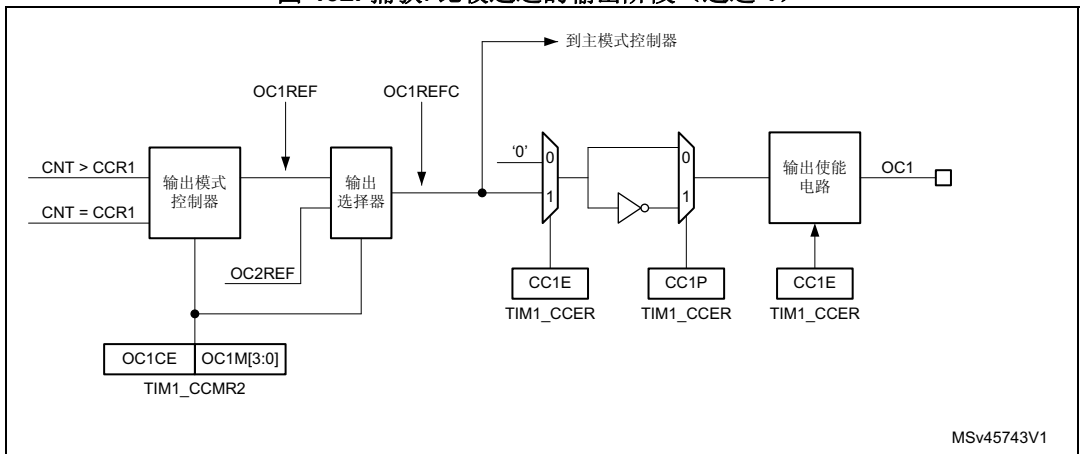 到主模式控制器
OC1REF
OC1REFC
CNT > CCR1
CNT = CCR1
输出模式
控制器
输出
选择器
OC2REF
'0'
0
1
0
1
输出使能
电路
OC1
CC1E
TIM1_CCER
CC1P
TIM1_CCER
CC1E
TIM1_CCER
OC1CE
OC1M[3:0]
TIM1_CCMR2
MSv45743V1